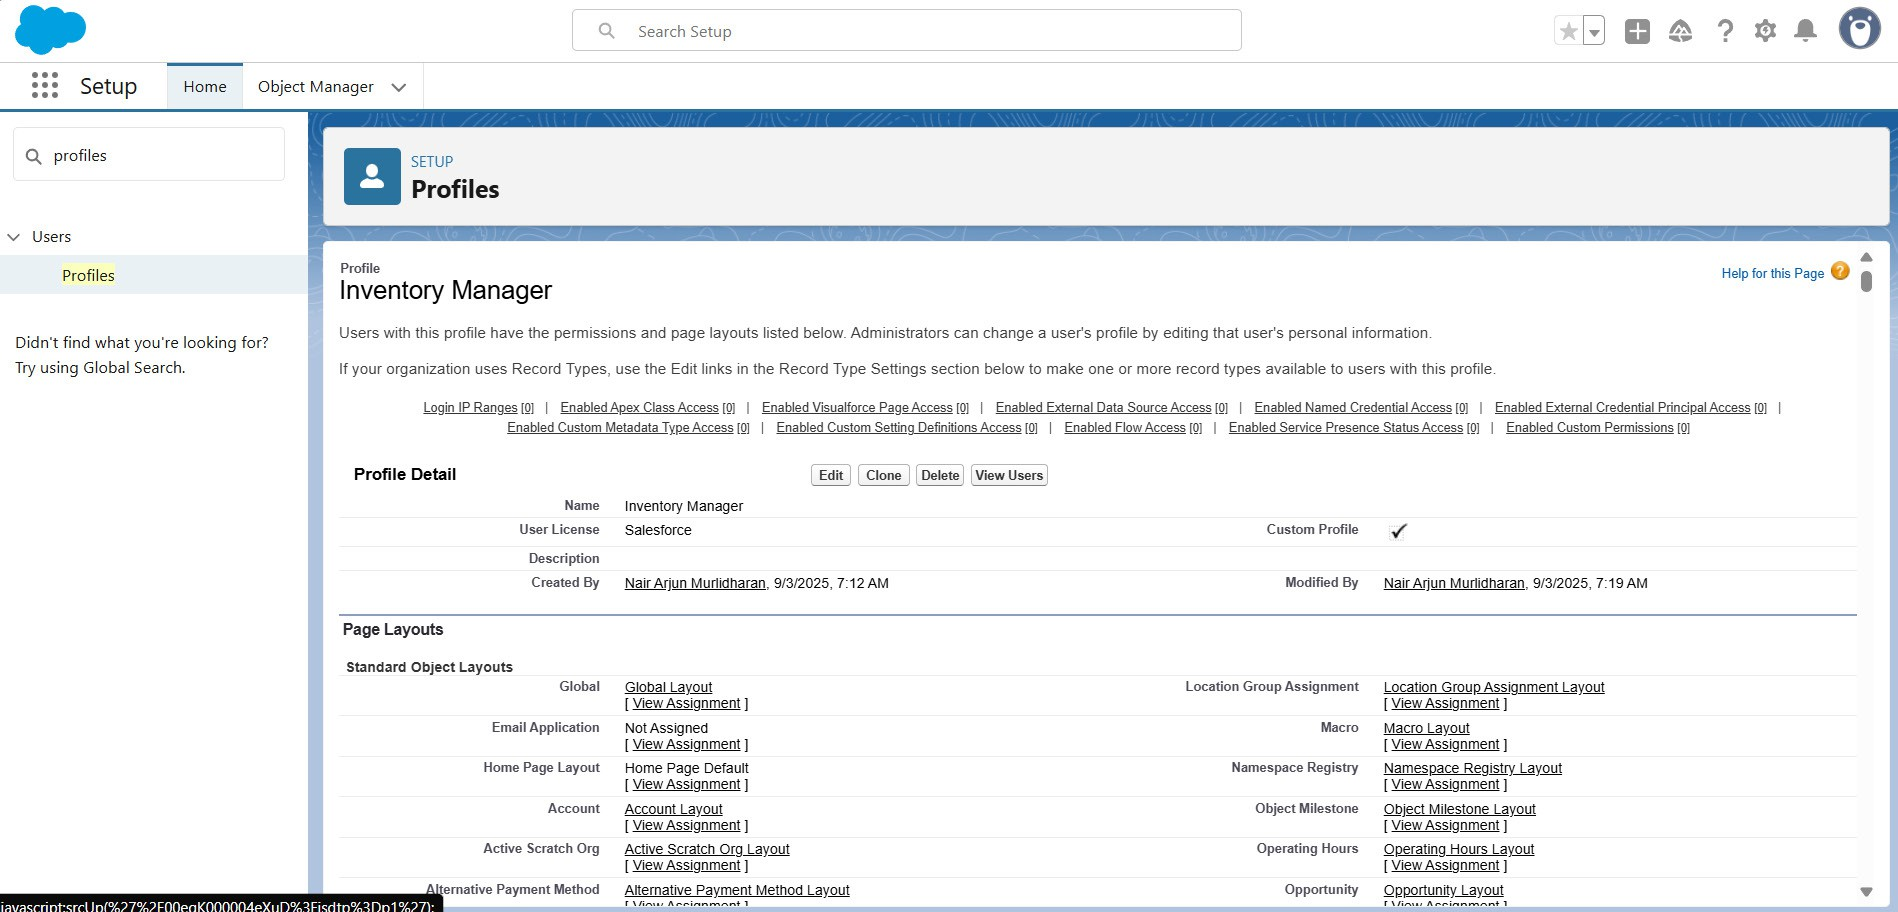 Search Setup
Setup
Home
Object Manager
profiles
Users
Profiles
Didn't find what you're looking for?
Try using Global Search.
SETUP
Profiles
Profile
Inventory Manager
Help for this Page
Users with this profile have the permissions and page layouts listed below. Administrators can change a user's profile by editing that user's personal information.
If your organization uses Record Types, use the Edit links in the Record Type Settings section below to make one or more record types available to users with this profile.
Login IP Ranges [0] | Enabled Apex Class Access [0] | Enabled Visualforce Page Access [0] | Enabled External Data Source Access [0] | Enabled Named Credential Access [0] | Enabled External Credential Principal Access [0] |
Enabled Custom Metadata Type Access [0] | Enabled Custom Setting Definitions Access [0] | Enabled Flow Access [0] | Enabled Service Presence Status Access [0] | Enabled Custom Permissions [0]
Profile Detail Edit Clone Delete View Users
Name Inventory Manager
User License Salesforce Custom Profile
Description
Created By Nair Arjun Murlidharan, 9/3/2025, 7:12 AM Modified By Nair Arjun Murlidharan, 9/3/2025, 7:19 AM
Page Layouts
Standard Object Layouts
Global Global Layout Location Group Assignment Location Group Assignment Layout
[ View Assignment ] [ View Assignment ]
Email Application Not Assigned Macro Macro Layout
[ View Assignment ] [ View Assignment ]
Home Page Layout Home Page Default Namespace Registry Namespace Registry Layout
[ View Assignment ] [ View Assignment ]
Account Account Layout Object Milestone Object Milestone Layout
[ View Assignment ] [ View Assignment ]
Active Scratch Org Active Scratch Org Layout Operating Hours Operating Hours Layout
[ View Assignment ] [ View Assignment ]
Alternative Payment Method Alternative Payment Method Layout Opportunity Opportunity Layout
[ View Assignment ] [ View Assignment ]